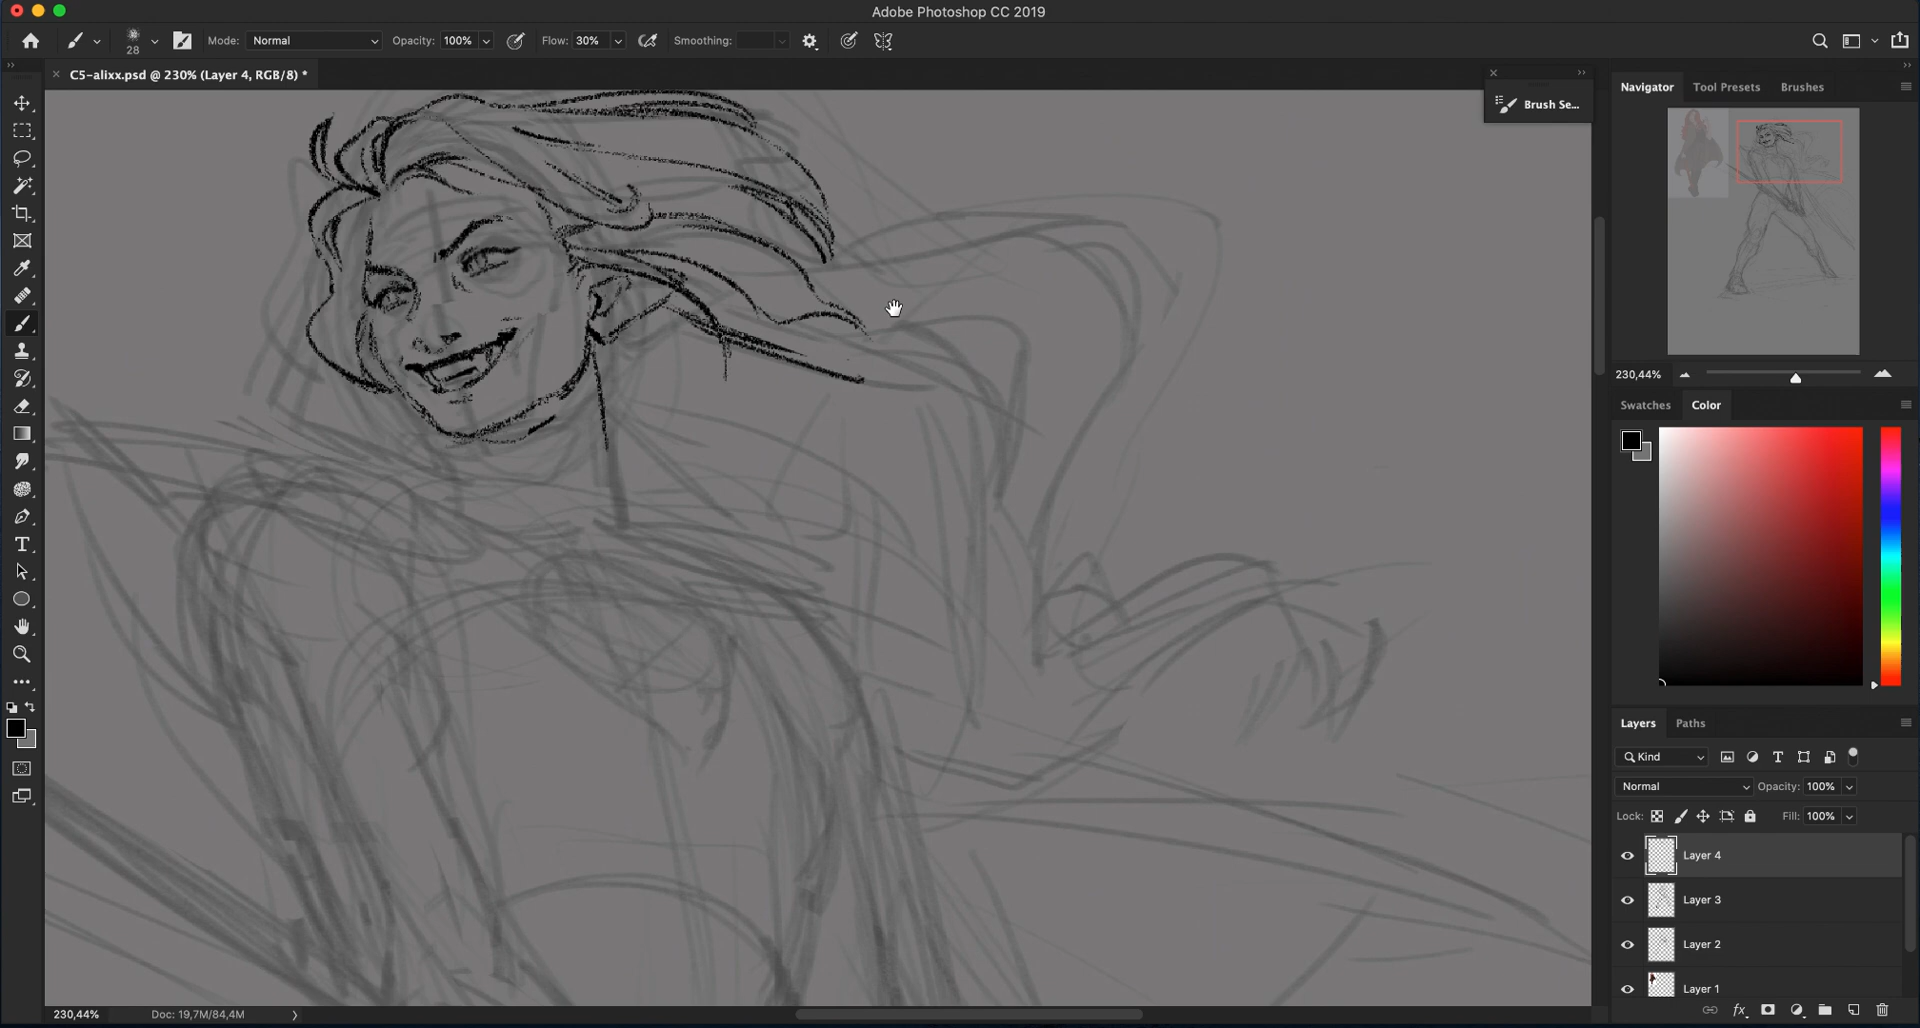 Adobe Photoshop CC 2019
28
Mode: Normal Opacity: 100% Flow: 30% Smoothing:
C5-alixx.psd @ 230% (Layer 4, RGB/8) *
Brush Se...
Navigator Tool Presets Brushes
230,44%
Swatches Color
Layers Paths
Kind
Normal Opacity: 100%
Lock: Fill: 100%
Layer 4
Layer 3
Layer 2
Layer 1
230,44% Doc: 19,7M/84,4M